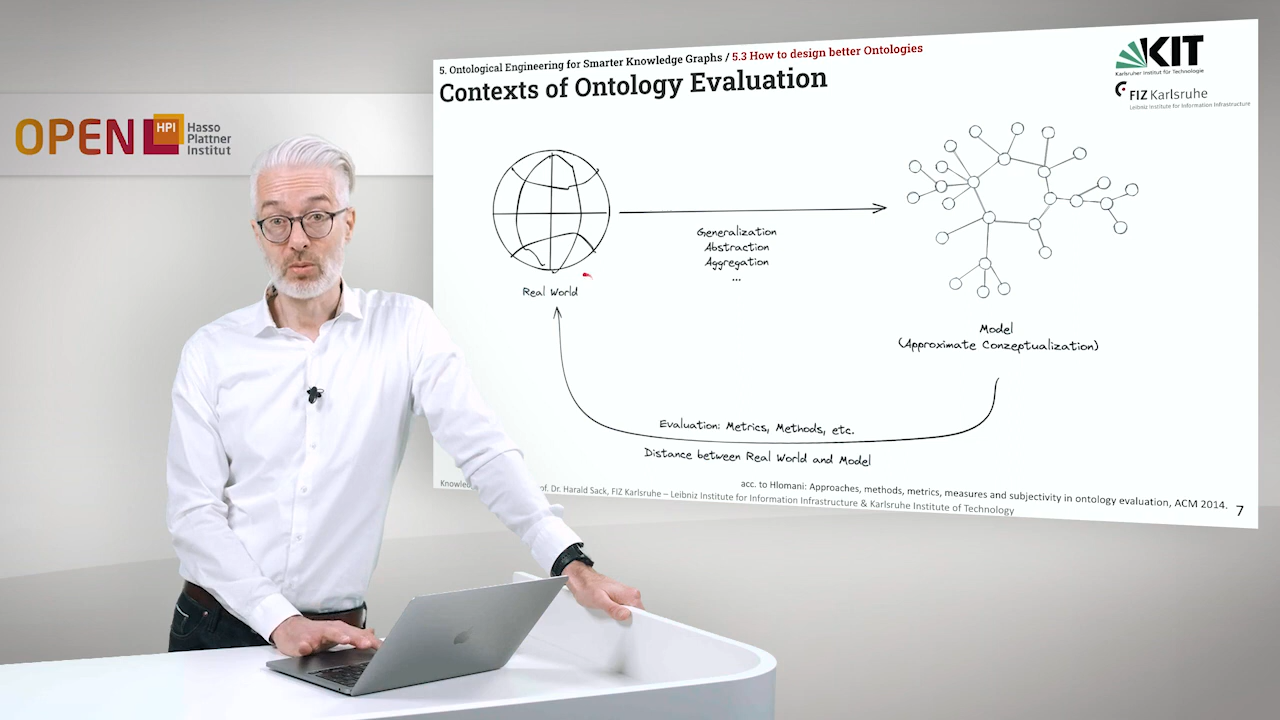 OPEN HPI Hasso
Plattner
Institut
5. Ontological Engineering for Smarter Knowledge Graphs / 5.3 How to design better Ontologies
Contexts of Ontology Evaluation
KIT
Karlsruher Institut für Technologie
FIZ Karlsruhe
Leibniz Institute for Information Infrastructure
Generalization
Abstraction
Aggregation
...
Real World
Model
(Approximate Conzeptualization)
Evaluation: Metrics, Methods, etc.
Distance between Real World and Model
acc. to Hlomani: Approaches, methods, metrics, measures and subjectivity in ontology evaluation, ACM 2014.
of. Dr. Harald Sack, FIZ Karlsruhe – Leibniz Institute for Information Infrastructure & Karlsruhe Institute of Technology
7